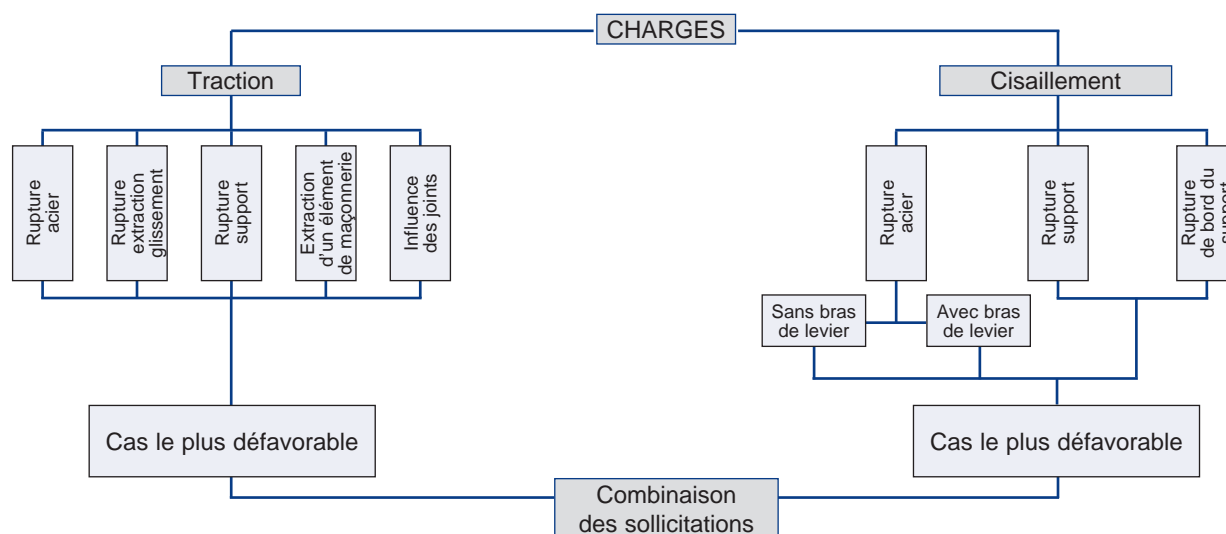 CHARGES
Traction
Cisaillement
Rupture
acier
Rupture
extraction
glissement
Rupture
support
Extraction
d'un élément
de maçonnerie
Influence
des joints
Rupture
acier
Rupture
support
Rupture
de bord du
support
Sans bras
de levier
Avec bras
de levier
Cas le plus défavorable
Cas le plus défavorable
Combinaison
des sollicitations